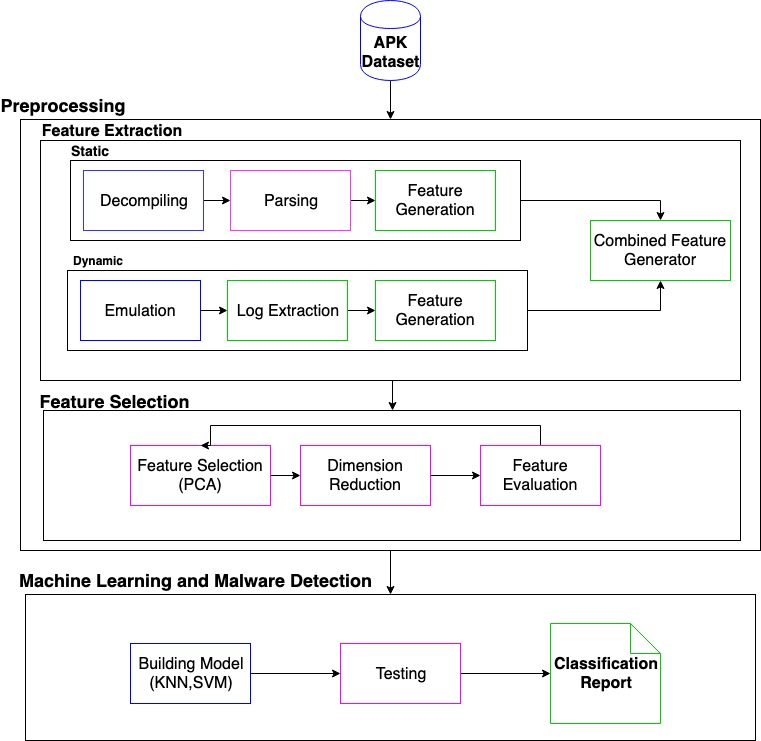 APK
Dataset
Preprocessing
Feature Extraction
Static
Decompiling
Parsing
Feature
Generation
Combined Feature
Generator
Dynamic
Emulation
Log Extraction
Feature
Generation
Feature Selection
Feature Selection
(PCA)
Dimension
Reduction
Feature
Evaluation
Machine Learning and Malware Detection
Building Model
(KNN,SVM)
Testing
Classification
Report